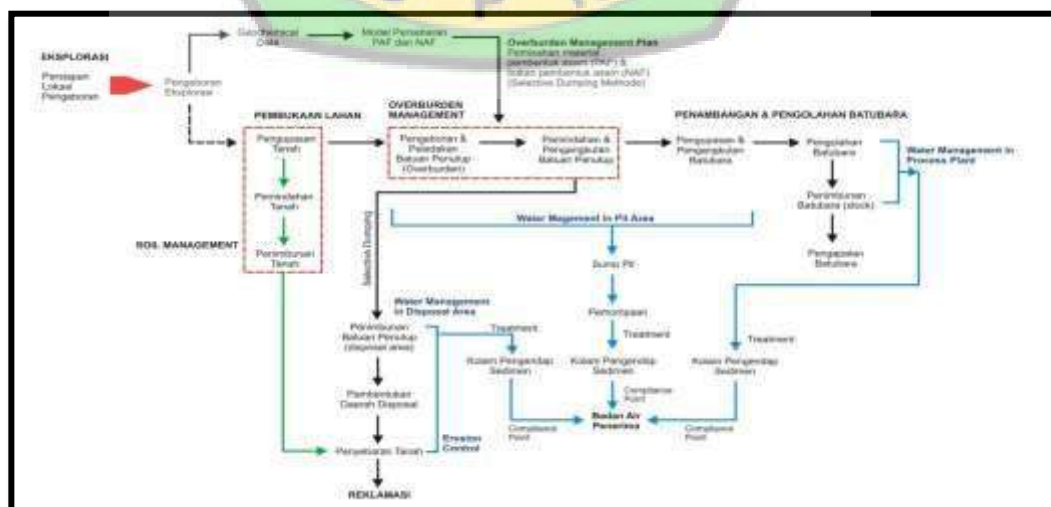 Geochemical
Data
Model Persebaran
PAF dan NAF
Overburden Management Plan
Pemisahan material
pembentuk asam (PAF) &
bukan pembentuk asam (NAF)
(Selective Dumping Methode)
EKSPLORASI
Persiapan
Lokasi
Pengeboran
Pengeboran
Eksplorasi
PEMBUKAAN LAHAN
OVERBURDEN
MANAGEMENT
PENAMBANGAN & PENGOLAHAN BATUBARA
Pengupasan
Tanah
Pengeboran &
Peledakan
Batuan Penutup
(Overburden)
Pemindahan &
Pengangkutan
Batuan Penutup
Pengupasan &
Pengangkutan
Batubara
Pengolahan
Batubara
Water Management in
Process Plant
Pemindahan
Tanah
Penimbunan
Batubara (stock)
Selective Dumping
Water Magement in Pit Area
SOIL MANAGEMENT
Penimbunan
Tanah
Sump Pit
Pengapalan
Batubara
Water Management
in Disposal Area
Pemompaan
Penimbunan
Batuan Penutup
(disposal area)
Treatment
Treatment
Treatment
Kolam Pengendap
Sedimen
Kolam Pengendap
Sedimen
Kolam Pengendap
Sedimen
Pembentukan
Daerah Disposal
Compliance
Point
Badan Air
Penerima
Penyebaran Tanah
Erosion
Control
Compliance
Point
Compliance
Point
REKLAMASI